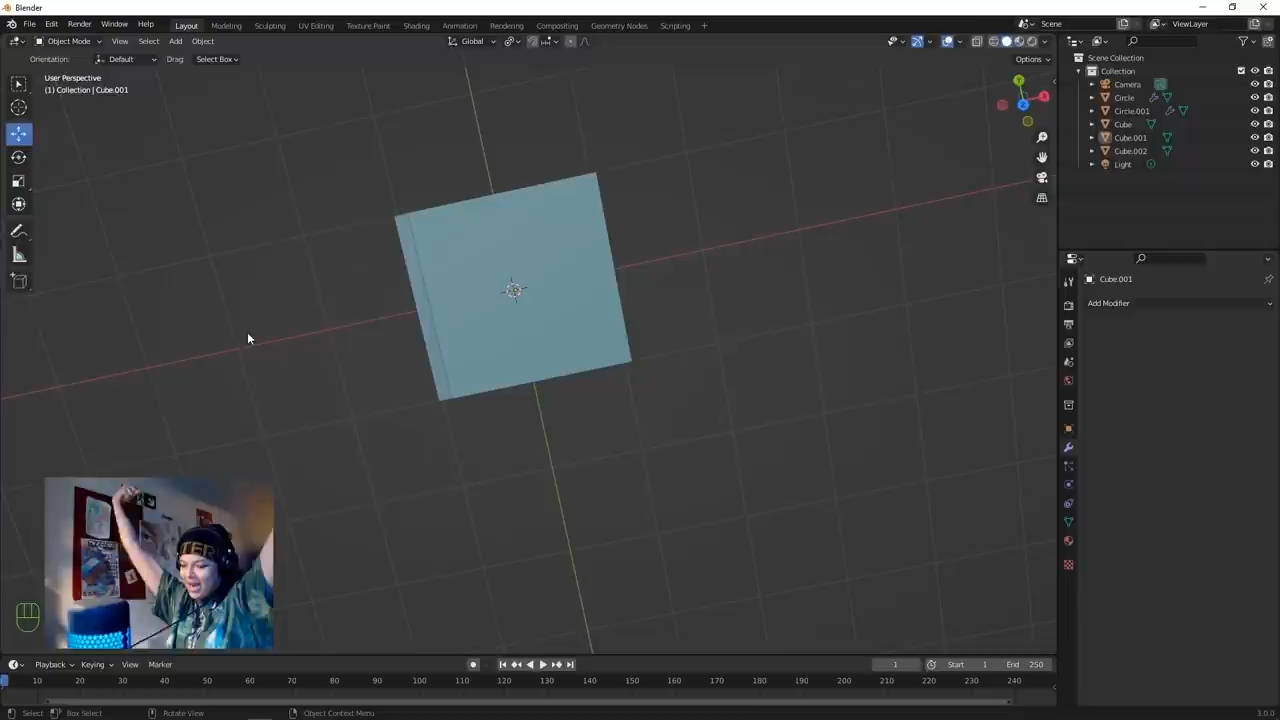 Blender
File Edit Render Window Help
Layout Modeling Sculpting UV Editing Texture Paint Shading Animation Rendering Compositing Geometry Nodes Scripting +
Scene
ViewLayer
Object Mode View Select Add Object
Global
Options
Orientation: Default Drag: Select Box
User Perspective
(1) Collection | Cube.001
Y
X
Z
Scene Collection
Collection
Camera
Circle
Circle.001
Cube
Cube.001
Cube.002
Light
Cube.001
Add Modifier
TER
Playback Keying View Marker
1
Start 1
End 250
10 20 30 40 50 60 70 80 90 100 110 120 130 140 150 160 170 180 190 200 210 220 230 240
Select
Box Select
Rotate View
Object Context Menu
3.0.0